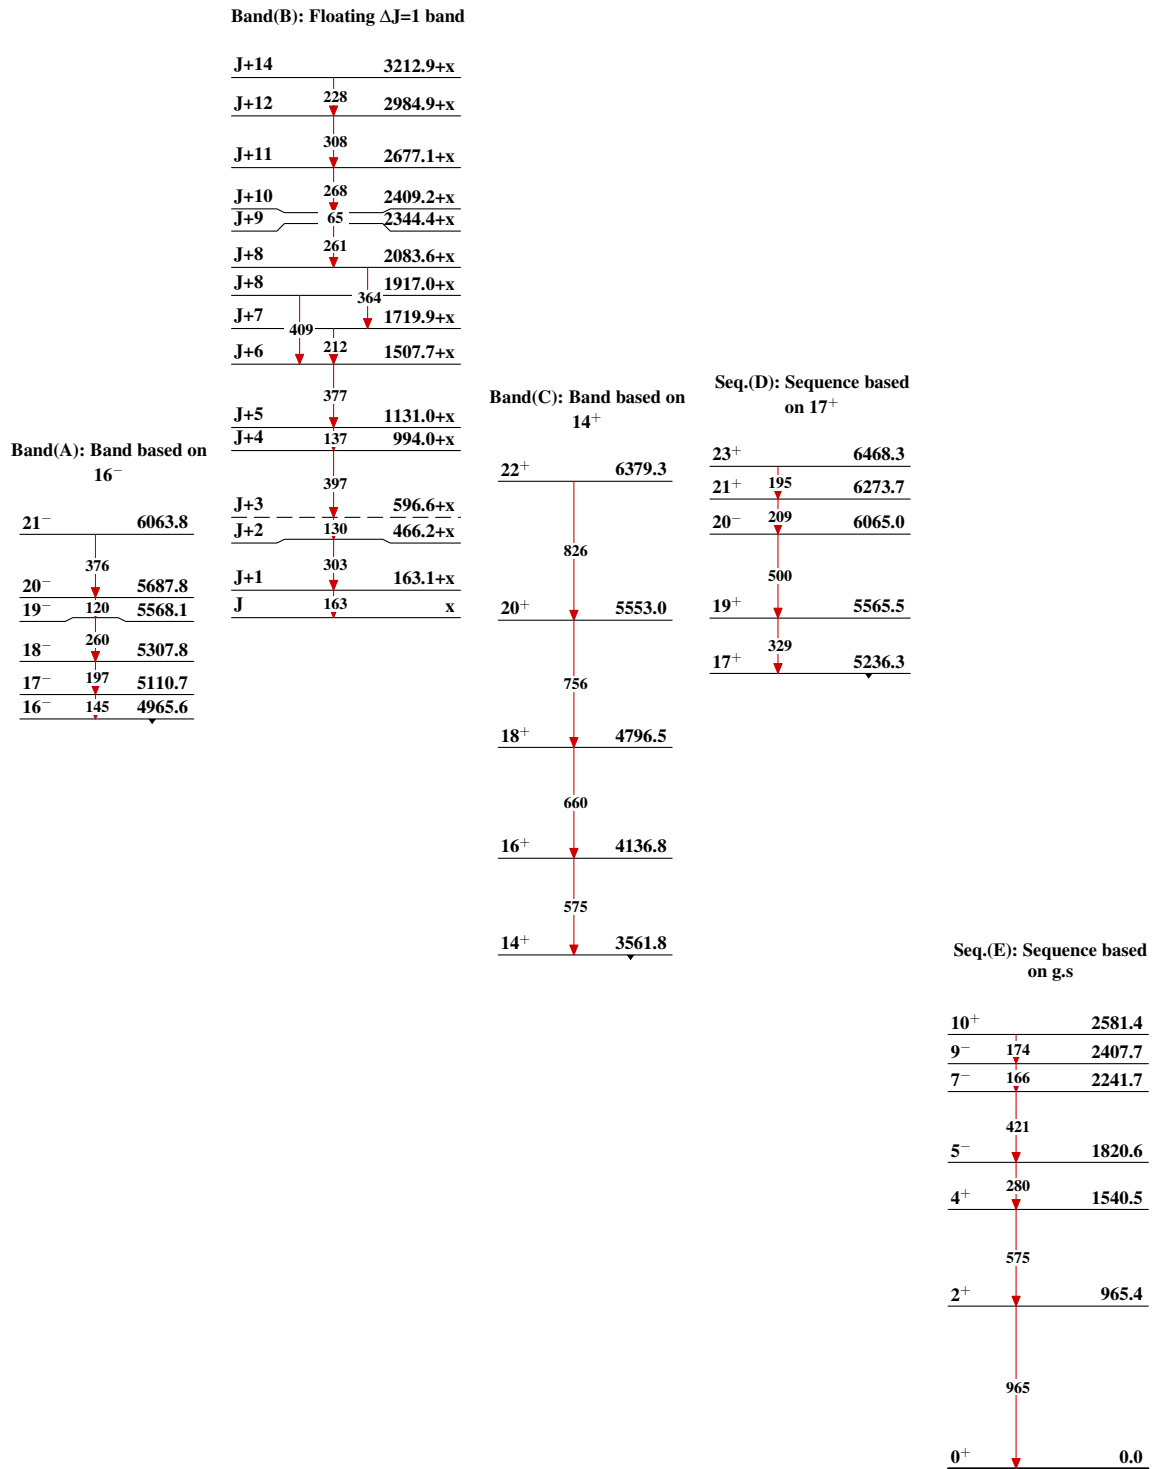 Band(B): Floating ΔJ=1 band
J+14 3212.9+x
228
J+12 2984.9+x
308
J+11 2677.1+x
268
J+10 2409.2+x
65
J+9 2344.4+x
261
J+8 2083.6+x
364
J+8 1917.0+x
409
J+7 1719.9+x
212
J+6 1507.7+x
377
J+5 1131.0+x
137
J+4 994.0+x
397
J+3 596.6+x
130
J+2 466.2+x
303
J+1 163.1+x
163
J x
Band(A): Band based on
16⁻
21⁻ 6063.8
376
20⁻ 5687.8
120
19⁻ 5568.1
260
18⁻ 5307.8
197
17⁻ 5110.7
145
16⁻ 4965.6
Band(C): Band based on
14⁺
22⁺ 6379.3
826
20⁺ 5553.0
756
18⁺ 4796.5
660
16⁺ 4136.8
575
14⁺ 3561.8
Seq.(D): Sequence based
on 17⁺
23⁺ 6468.3
195
21⁺ 6273.7
209
20⁻ 6065.0
500
19⁺ 5565.5
329
17⁺ 5236.3
Seq.(E): Sequence based
on g.s
10⁺ 2581.4
174
9⁻ 2407.7
166
7⁻ 2241.7
421
5⁻ 1820.6
280
4⁺ 1540.5
575
2⁺ 965.4
965
0⁺ 0.0